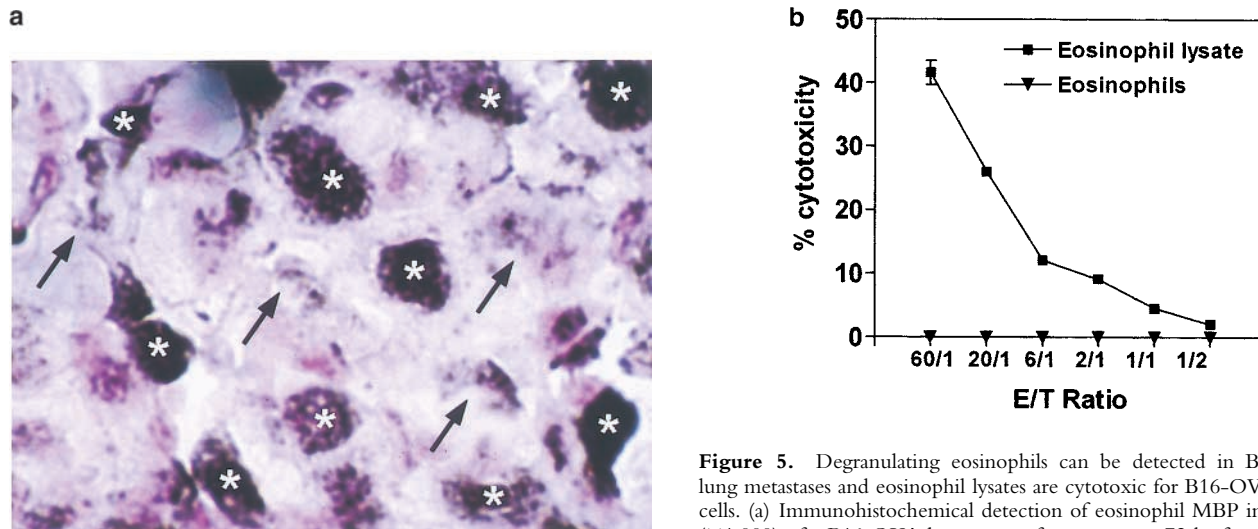 a
* * * * * * * * * * *
b
50
40
30
20
10
0
% cytotoxicity
Eosinophil lysate
Eosinophils
60/1 20/1 6/1 2/1 1/1 1/2
E/T Ratio
Figure 5. Degranulating eosinophils can be detected in B
lung metastases and eosinophil lysates are cytotoxic for B16-OV
cells. (a) Immunohistochemical detection of eosinophil MBP i